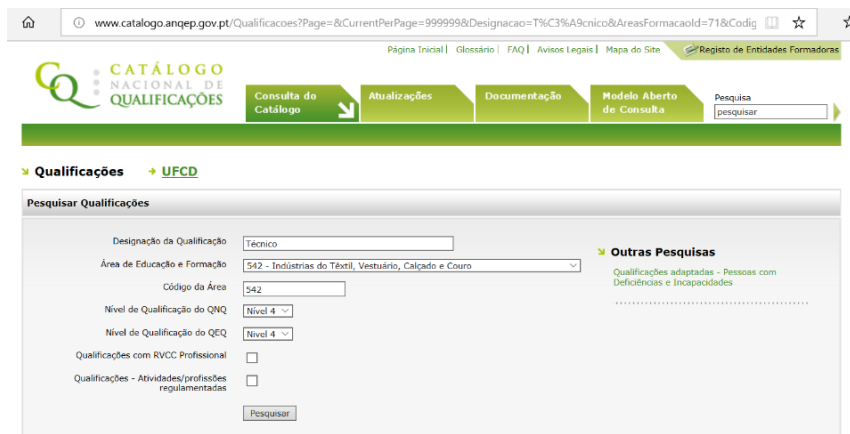 www.catalogo.anqep.gov.pt/Qualificacoes?Page=&CurrentPerPage=999999&Designacao=T%C3%A9cnico&AreasFormacaoId=71&Codig
Página Inicial | Glossário | FAQ | Avisos Legais | Mapa do Site Registo de Entidades Formadoras
CATÁLOGO
NACIONAL DE
QUALIFICAÇÕES
Consulta do
Catálogo
Atualizações
Documentação
Modelo Aberto
de Consulta
Pesquisa
pesquisar
Qualificações UFCD
Pesquisar Qualificações
Designação da Qualificação Técnico
Área de Educação e Formação 542 - Indústrias do Têxtil, Vestuário, Calçado e Couro
Código da Área 542
Nível de Qualificação do QNQ Nível 4
Nível de Qualificação do QEQ Nivel 4
Qualificações com RVCC Profissional
Qualificações - Atividades/profissões
regulamentadas
Pesquisar
Outras Pesquisas
Qualificações adaptadas - Pessoas com
Deficiências e Incapacidades